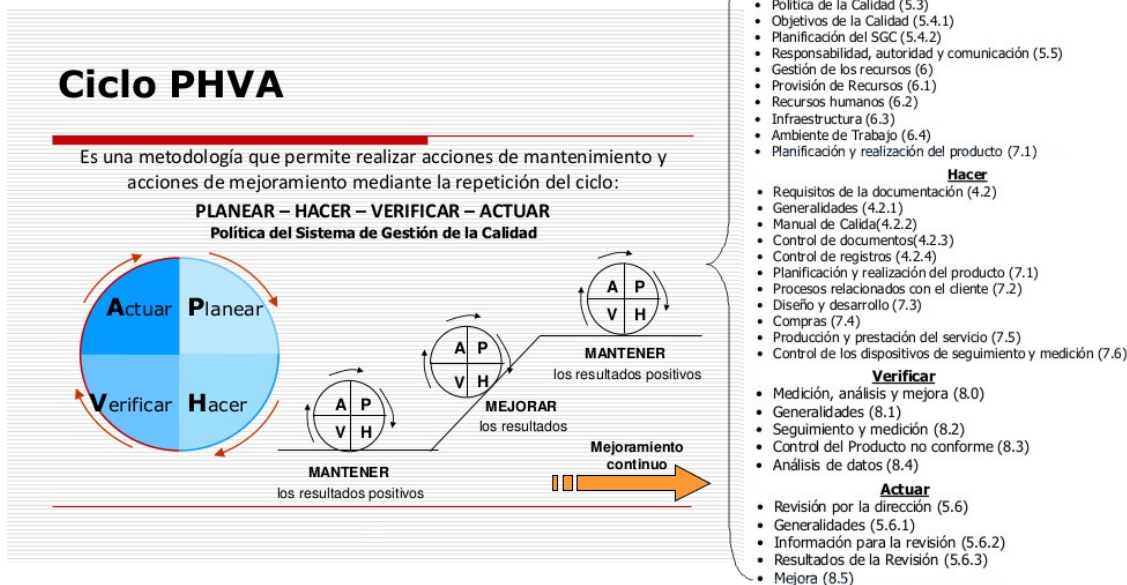 Ciclo PHVA
Es una metodología que permite realizar acciones de mantenimiento y
acciones de mejoramiento mediante la repetición del ciclo:
PLANEAR – HACER – VERIFICAR – ACTUAR
Política del Sistema de Gestión de la Calidad
Actuar Planear
Verificar Hacer
A P
V H
MANTENER
los resultados positivos
A P
V H
MEJORAR
los resultados
A P
V H
MANTENER
los resultados positivos
Mejoramiento
continuo
• Política de la Calidad (5.3)
• Objetivos de la Calidad (5.4.1)
• Planificación del SGC (5.4.2)
• Responsabilidad, autoridad y comunicación (5.5)
• Gestión de los recursos (6)
• Provisión de Recursos (6.1)
• Recursos humanos (6.2)
• Infraestructura (6.3)
• Ambiente de Trabajo (6.4)
• Planificación y realización del producto (7.1)
Hacer
• Requisitos de la documentación (4.2)
• Generalidades (4.2.1)
• Manual de Calida(4.2.2)
• Control de documentos(4.2.3)
• Control de registros (4.2.4)
• Planificación y realización del producto (7.1)
• Procesos relacionados con el cliente (7.2)
• Diseño y desarrollo (7.3)
• Compras (7.4)
• Producción y prestación del servicio (7.5)
• Control de los dispositivos de seguimiento y medición (7.6)
Verificar
• Medición, análisis y mejora (8.0)
• Generalidades (8.1)
• Seguimiento y medición (8.2)
• Control del Producto no conforme (8.3)
• Análisis de datos (8.4)
Actuar
• Revisión por la dirección (5.6)
• Generalidades (5.6.1)
• Información para la revisión (5.6.2)
• Resultados de la Revisión (5.6.3)
• Mejora (8.5)